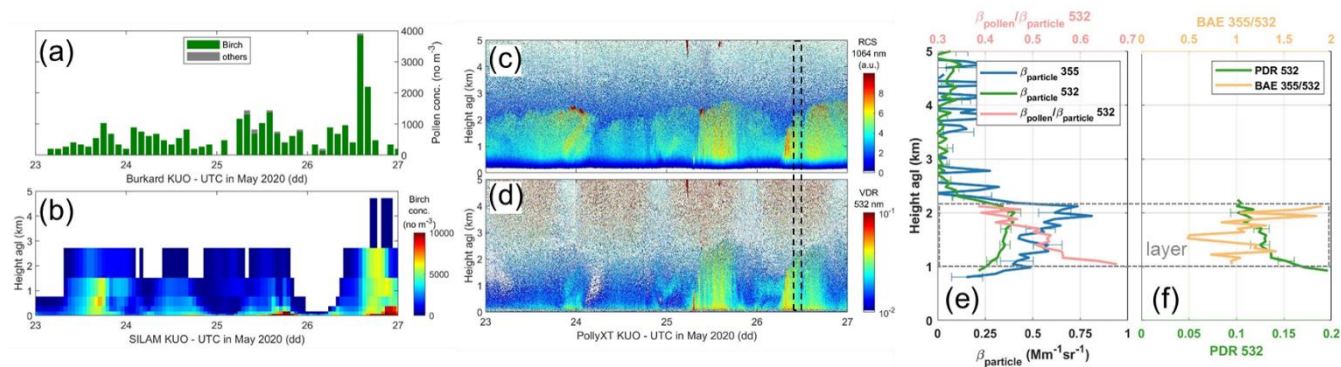 (a)
Birch
others
4000
3000
2000
1000
0
Pollen conc. (no m⁻³)
23 24 25 26 27
Burkard KUO - UTC in May 2020 (dd)
(b)
5
4
3
2
1
0
Height agl (km)
Birch
conc.
(no m⁻³)
10000
5000
0
23 24 25 26 27
SILAM KUO - UTC in May 2020 (dd)
(c)
5
4
3
2
1
0
Height agl (km)
RCS
1064 nm
(a.u.)
8
6
4
2
0
(d)
5
4
3
2
1
0
Height agl (km)
VDR
532 nm
10⁻¹
10⁻²
23 24 25 26 27
PollyXT KUO - UTC in May 2020 (dd)
βpollen/βparticle 532
0.3 0.4 0.5 0.6 0.7
5
4
3
2
1
0
Height agl (km)
βparticle 355
βparticle 532
βpollen/βparticle 532
layer
(e)
0.25 0.5 0.75 1
βparticle (Mm⁻¹sr⁻¹)
BAE 355/532
0 0.5 1 1.5 2
PDR 532
BAE 355/532
(f)
0 0.05 0.1 0.15 0.2
PDR 532